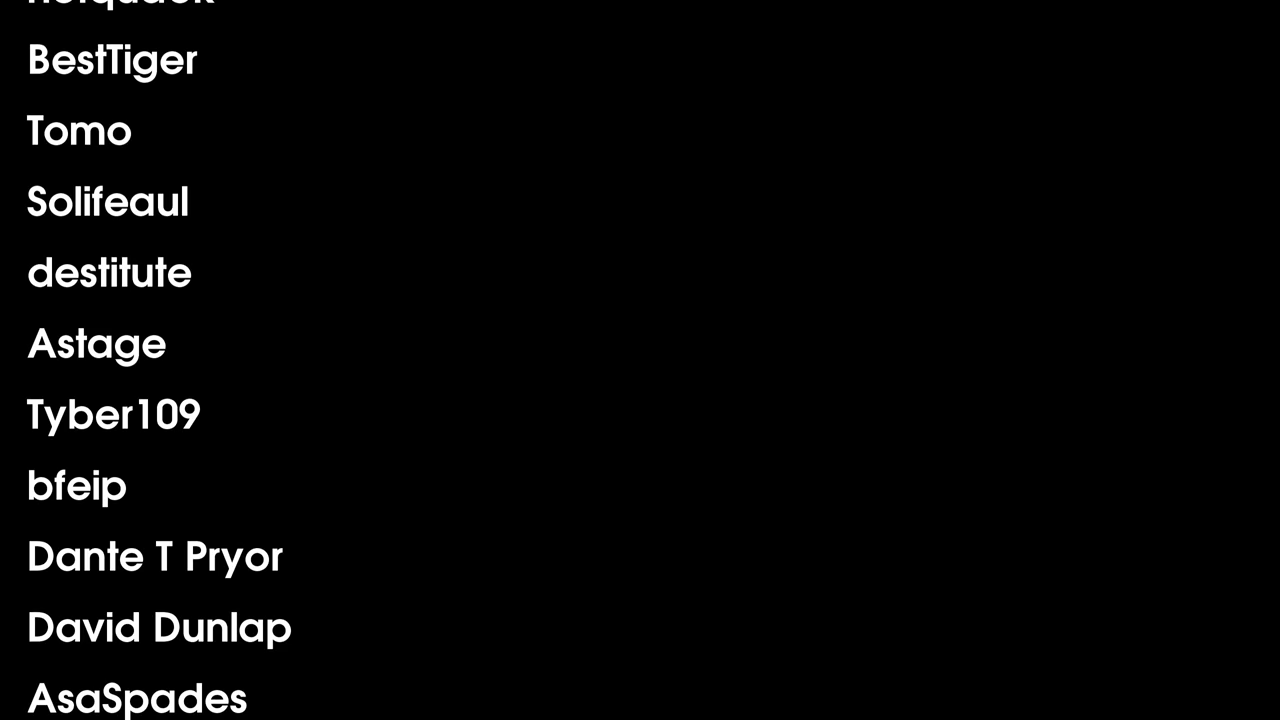 BestTiger
Tomo
Solifeaul
destitute
Astage
Tyber109
bfeip
Dante T Pryor
David Dunlap
AsaSpades